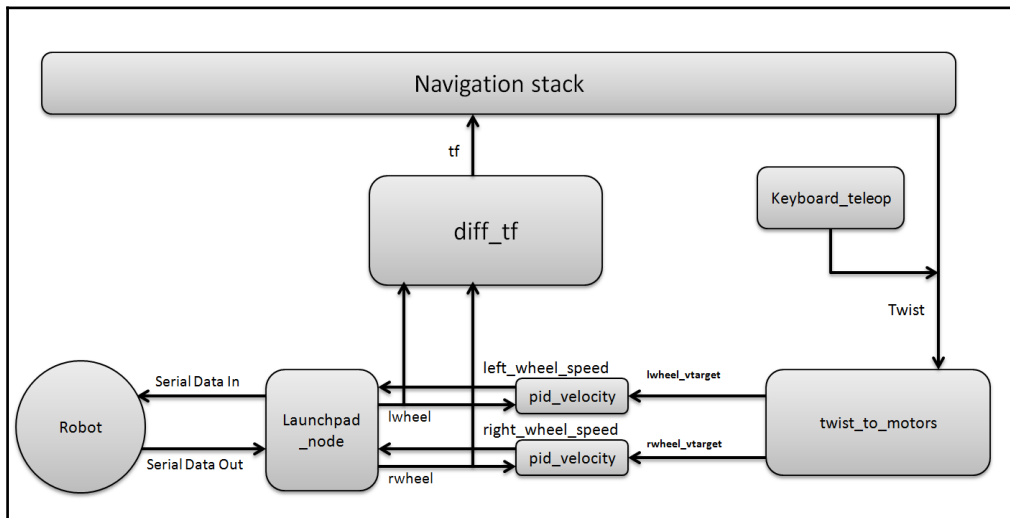 Navigation stack
tf
Keyboard_teleop
diff_tf
Twist
left_wheel_speed
lwheel_vtarget
Serial Data In
pid_velocity
lwheel
Launchpad
_node
Robot
twist_to_motors
right_wheel_speed
rwheel_vtarget
pid_velocity
Serial Data Out
rwheel